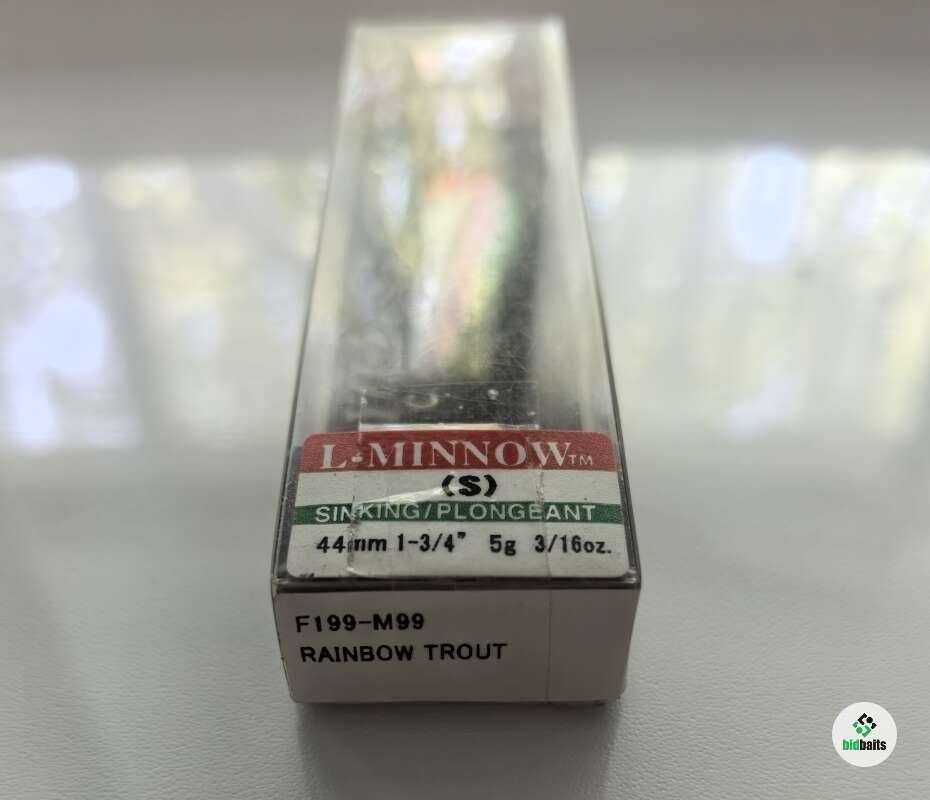 L-MINNOW™
(S)
SINKING/PLONGEANT
44mm 1-3/4" 5g 3/16oz.
F199-M99
RAINBOW TROUT
bidbaits